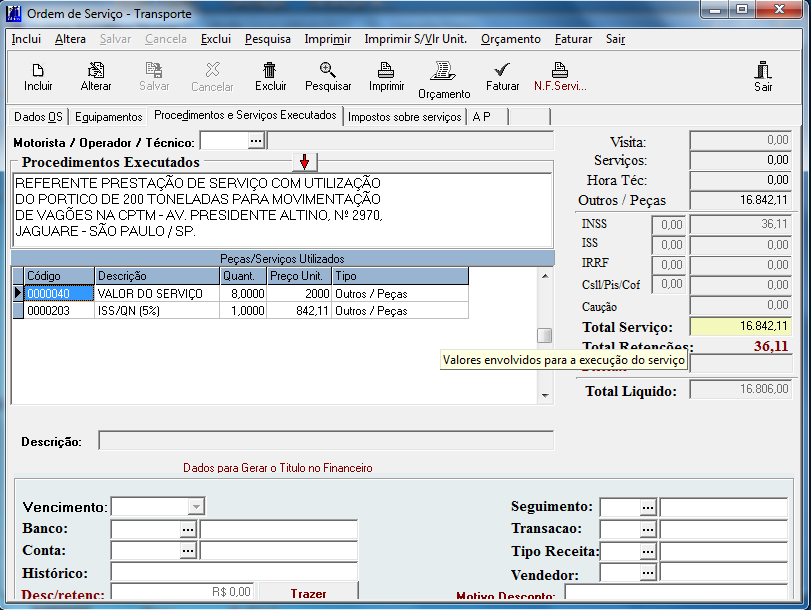 Ordem de Serviço - Transporte
Inclui Altera Salvar Cancela Exclui Pesquisa Imprimir Imprimir S/Vlr Unit. Orçamento Faturar Sair
Incluir Alterar Salvar Cancelar Excluir Pesquisar Imprimir Orçamento Faturar N.F.Servi... Sair
Dados OS Equipamentos Procedimentos e Serviços Executados Impostos sobre serviços A P
Motorista / Operador / Técnico: ...
Procedimentos Executados
REFERENTE PRESTAÇÃO DE SERVIÇO COM UTILIZAÇÃO
DO PORTICO DE 200 TONELADAS PARA MOVIMENTAÇÃO
DE VAGÕES NA CPTM - AV. PRESIDENTE ALTINO, Nº 2970,
JAGUARE - SÃO PAULO / SP.
Peças/Serviços Utilizados
Código Descrição Quant. Preço Unit. Tipo
0000040 VALOR DO SERVIÇO 8,0000 2000 Outros / Peças
0000203 ISS/QN (5%) 1,0000 842,11 Outros / Peças
Visita: 0,00
Serviços: 0,00
Hora Téc: 0,00
Outros / Peças 16.842,11
INSS 0,00 36,11
ISS 0,00 0,00
IRRF 0,00 0,00
Csll/Pis/Cof 0,00 0,00
Caução 0,00
Total Serviço: 16.842,11
Total Retenções: 36,11
Valores envolvidos para a execução do serviço
Total Liquido: 16.806,00
Descrição:
Dados para Gerar o Titulo no Financeiro
Vencimento:
Banco: ...
Conta: ...
Histórico:
Desc/retenc: R$ 0,00 Trazer
Seguimento: ...
Transacao: ...
Tipo Receita: ...
Vendedor: ...
Motivo Desconto: